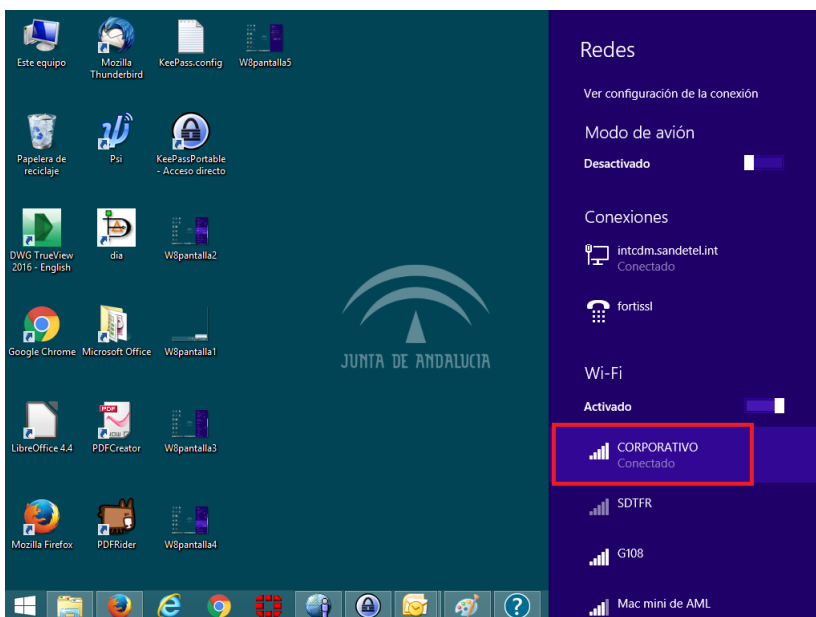 Este equipo
Mozilla
Thunderbird
KeePass.config
W8pantalla5
Papelera de
reciclaje
Psi
KeePassPortable
- Acceso directo
DWG TrueView
2016 - English
dia
W8pantalla2
Google Chrome
Microsoft Office
W8pantalla1
LibreOffice 4.4
PDFCreator
W8pantalla3
Mozilla Firefox
PDFRider
W8pantalla4
JUNTA DE ANDALUCIA
Redes
Ver configuración de la conexión
Modo de avión
Desactivado
Conexiones
intcdm.sandetel.int
Conectado
fortissl
Wi-Fi
Activado
CORPORATIVO
Conectado
SDTFR
G108
Mac mini de AML